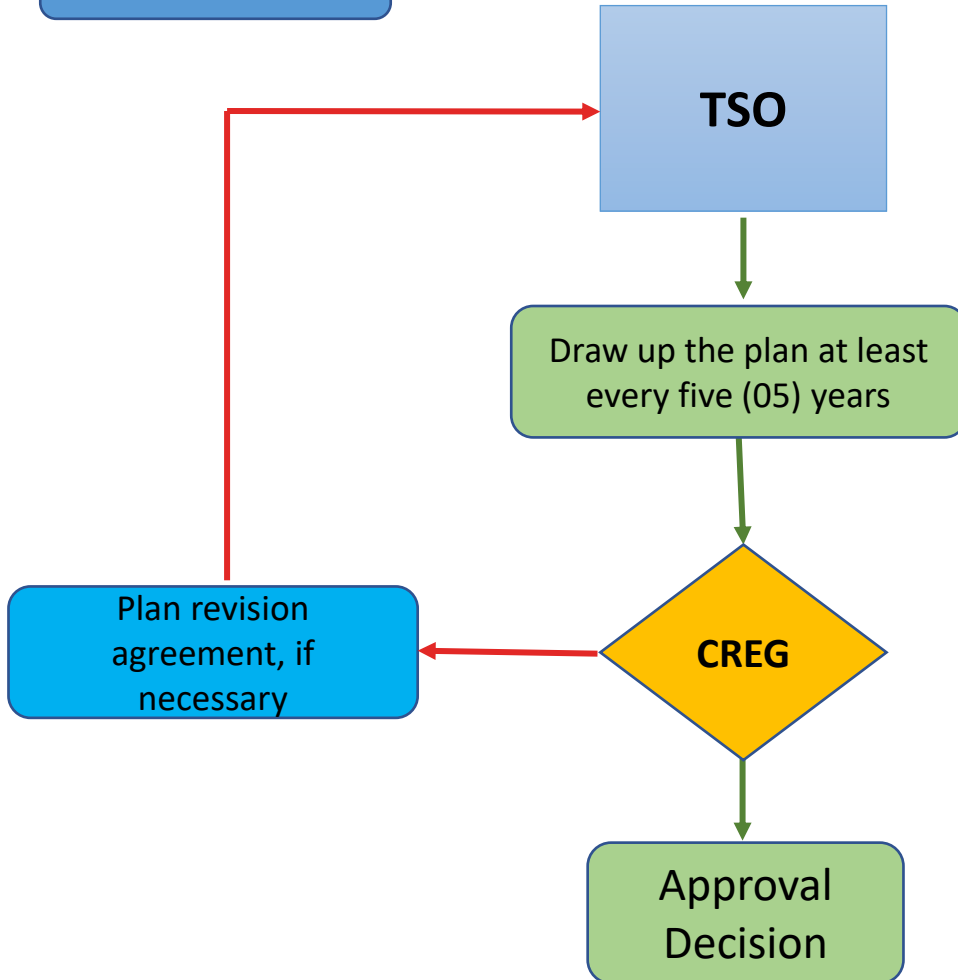 TSO
Draw up the plan at least
every five (05) years
Plan revision
agreement, if
necessary
CREG
Approval
Decision